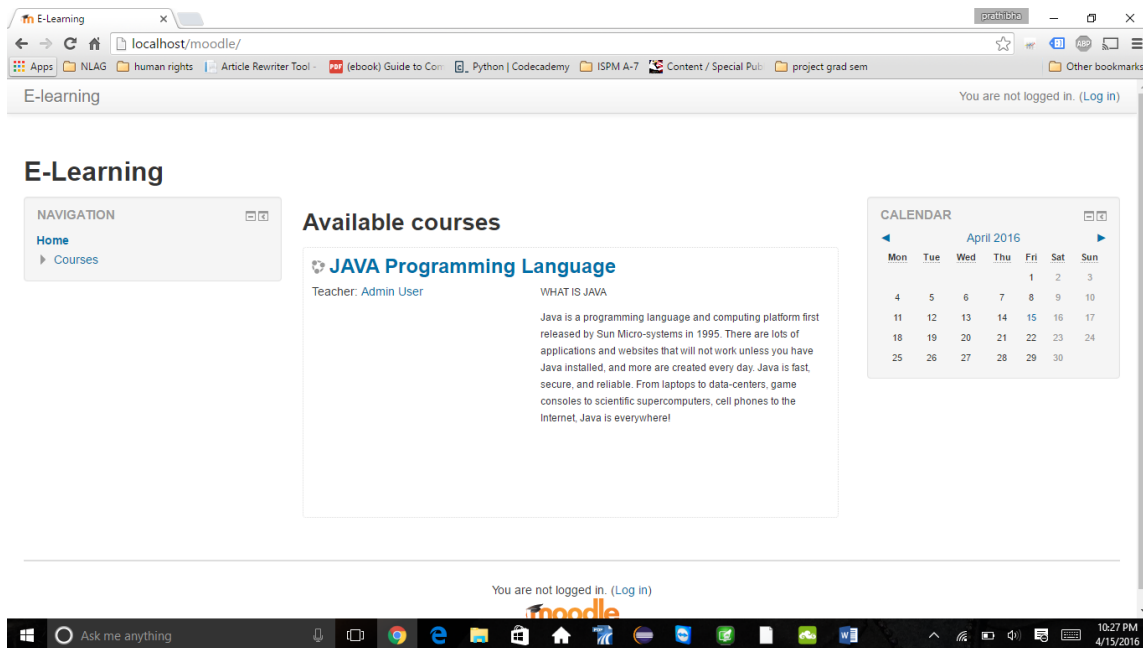 E-Learning
prathibha
localhost/moodle/
ABP
Apps NLAG human rights Article Rewriter Tool - PDF (ebook) Guide to Com Python | Codecademy ISPM A-7 Content / Special Pub project grad sem Other bookmarks
E-learning You are not logged in. (Log in)
E-Learning
NAVIGATION
Home
Courses
Available courses
JAVA Programming Language
Teacher: Admin User
WHAT IS JAVA
Java is a programming language and computing platform first
released by Sun Micro-systems in 1995. There are lots of
applications and websites that will not work unless you have
Java installed, and more are created every day. Java is fast,
secure, and reliable. From laptops to data-centers, game
consoles to scientific supercomputers, cell phones to the
Internet, Java is everywhere!
CALENDAR
April 2016
Mon Tue Wed Thu Fri Sat Sun
1 2 3
4 5 6 7 8 9 10
11 12 13 14 15 16 17
18 19 20 21 22 23 24
25 26 27 28 29 30
You are not logged in. (Log in)
moodle
Ask me anything
10:27 PM
4/15/2016